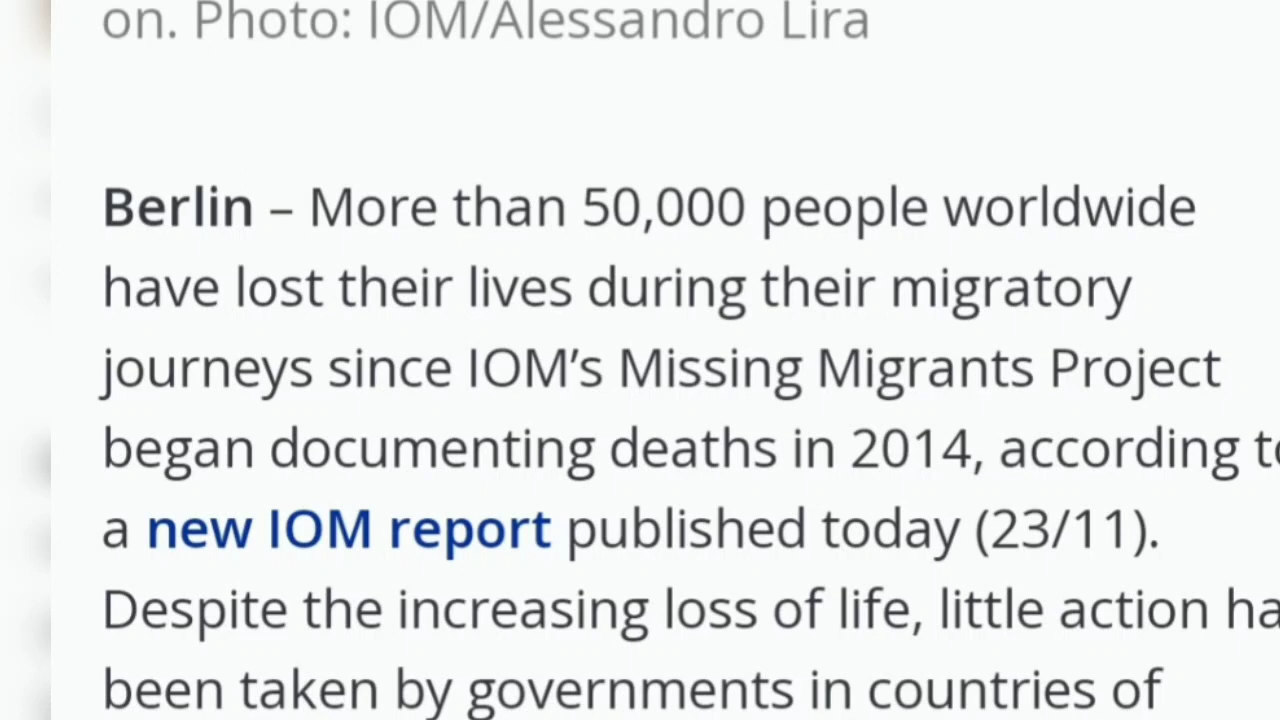 on. Photo: IOM/Alessandro Lira
Berlin – More than 50,000 people worldwide
have lost their lives during their migratory
journeys since IOM’s Missing Migrants Project
began documenting deaths in 2014, according to
a new IOM report published today (23/11).
Despite the increasing loss of life, little action ha
been taken by governments in countries of